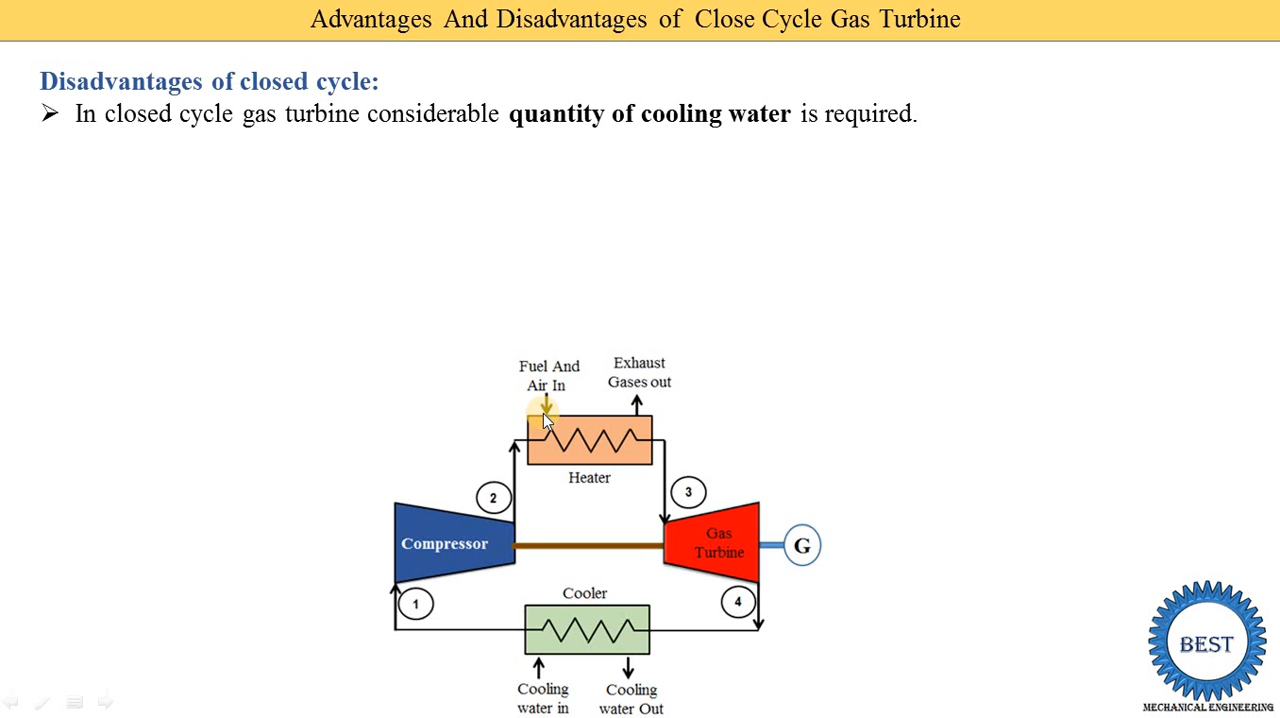 Advantages And Disadvantages of Close Cycle Gas Turbine
Disadvantages of closed cycle:
➢ In closed cycle gas turbine considerable quantity of cooling water is required.
Fuel And
Air In
Exhaust
Gases out
Heater
2
3
Compressor
Gas
Turbine
G
1
4
Cooler
Cooling
water in
Cooling
water Out
BEST
MECHANICAL ENGINEERING